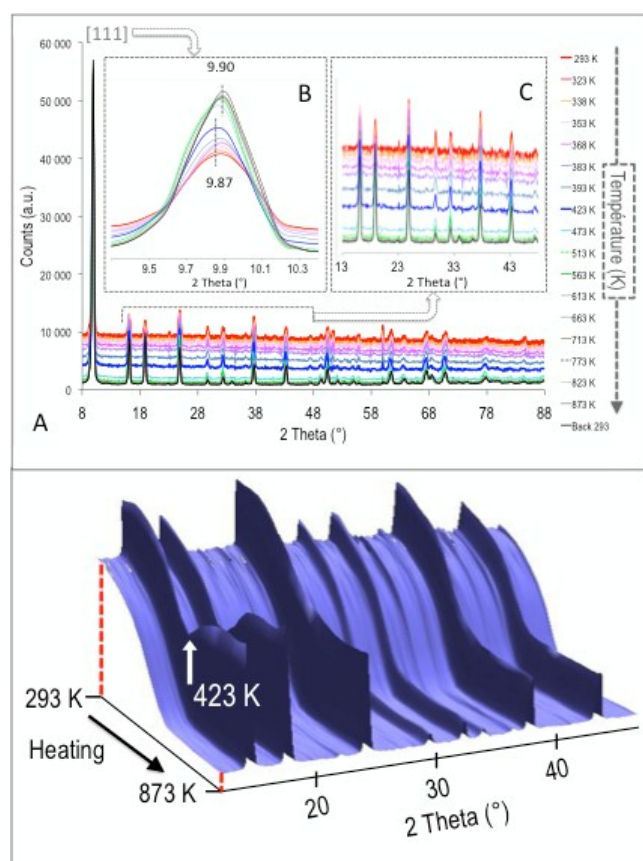 [111]
60 000
50 000
40 000
30 000
20 000
10 000
0
Counts (a.u.)
9.90
B
9.87
9.5 9.7 9.9 10.1 10.3
2 Theta (°)
C
13 23 33 43
2 Theta (°)
A
8 18 28 38 48 58 68 78 88
2 Theta (°)
293 K
323 K
338 K
353 K
368 K
383 K
393 K
423 K
473 K
513 K
563 K
613 K
663 K
713 K
773 K
823 K
873 K
Back 293
Température (K)
423 K
293 K
Heating
873 K
20 30 40
2 Theta (°)